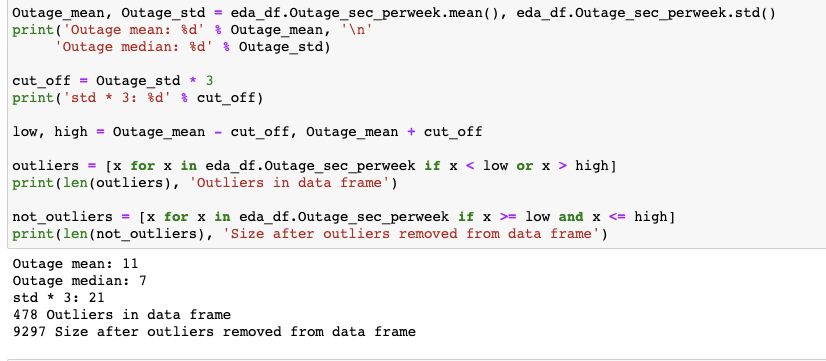 Outage_mean, Outage_std = eda_df.Outage_sec_perweek.mean(), eda_df.Outage_sec_perweek.std()
print('Outage mean: %d' % Outage_mean, '\n'
     'Outage median: %d' % Outage_std)
cut_off = Outage_std * 3
print('std * 3: %d' % cut_off)
low, high = Outage_mean - cut_off, Outage_mean + cut_off
outliers = [x for x in eda_df.Outage_sec_perweek if x < low or x > high]
print(len(outliers), 'Outliers in data frame')
not_outliers = [x for x in eda_df.Outage_sec_perweek if x >= low and x <= high]
print(len(not_outliers), 'Size after outliers removed from data frame')
Outage mean: 11
Outage median: 7
std * 3: 21
478 Outliers in data frame
9297 Size after outliers removed from data frame